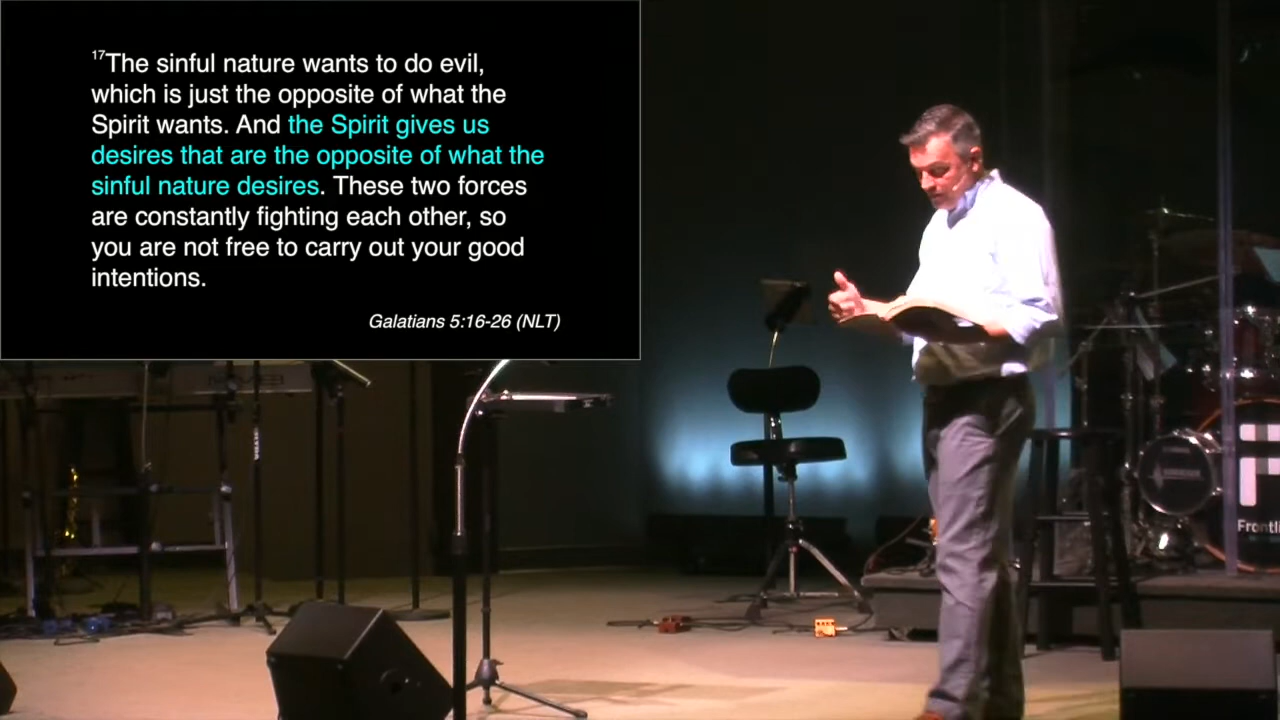 ¹⁷The sinful nature wants to do evil,
which is just the opposite of what the
Spirit wants. And the Spirit gives us
desires that are the opposite of what the
sinful nature desires. These two forces
are constantly fighting each other, so
you are not free to carry out your good
intentions.
Galatians 5:16-26 (NLT)